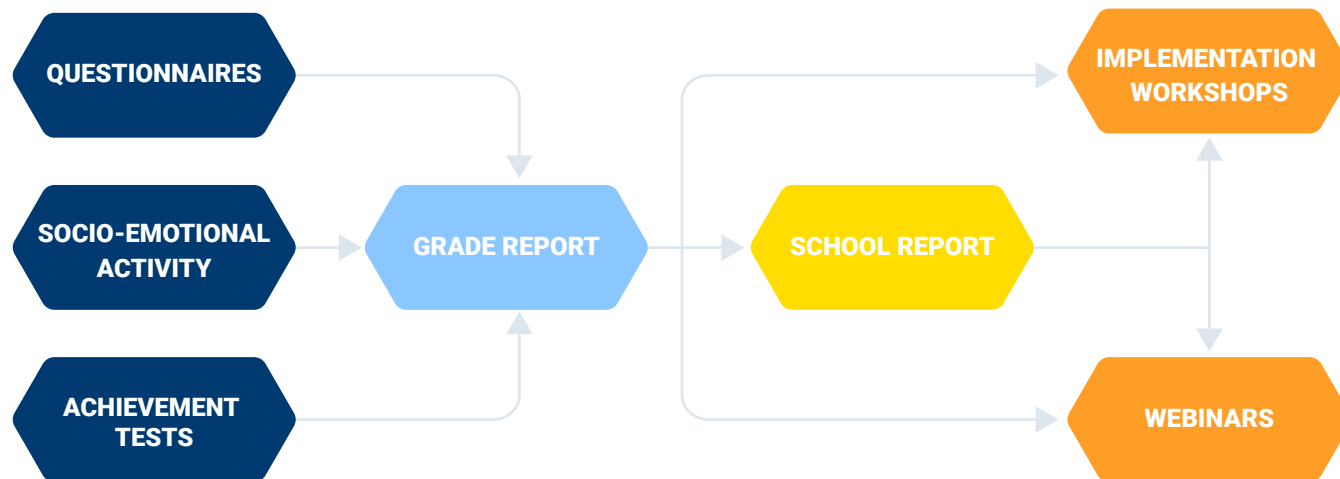 QUESTIONNAIRES
SOCIO-EMOTIONAL
ACTIVITY
ACHIEVEMENT
TESTS
GRADE REPORT
SCHOOL REPORT
IMPLEMENTATION
WORKSHOPS
WEBINARS